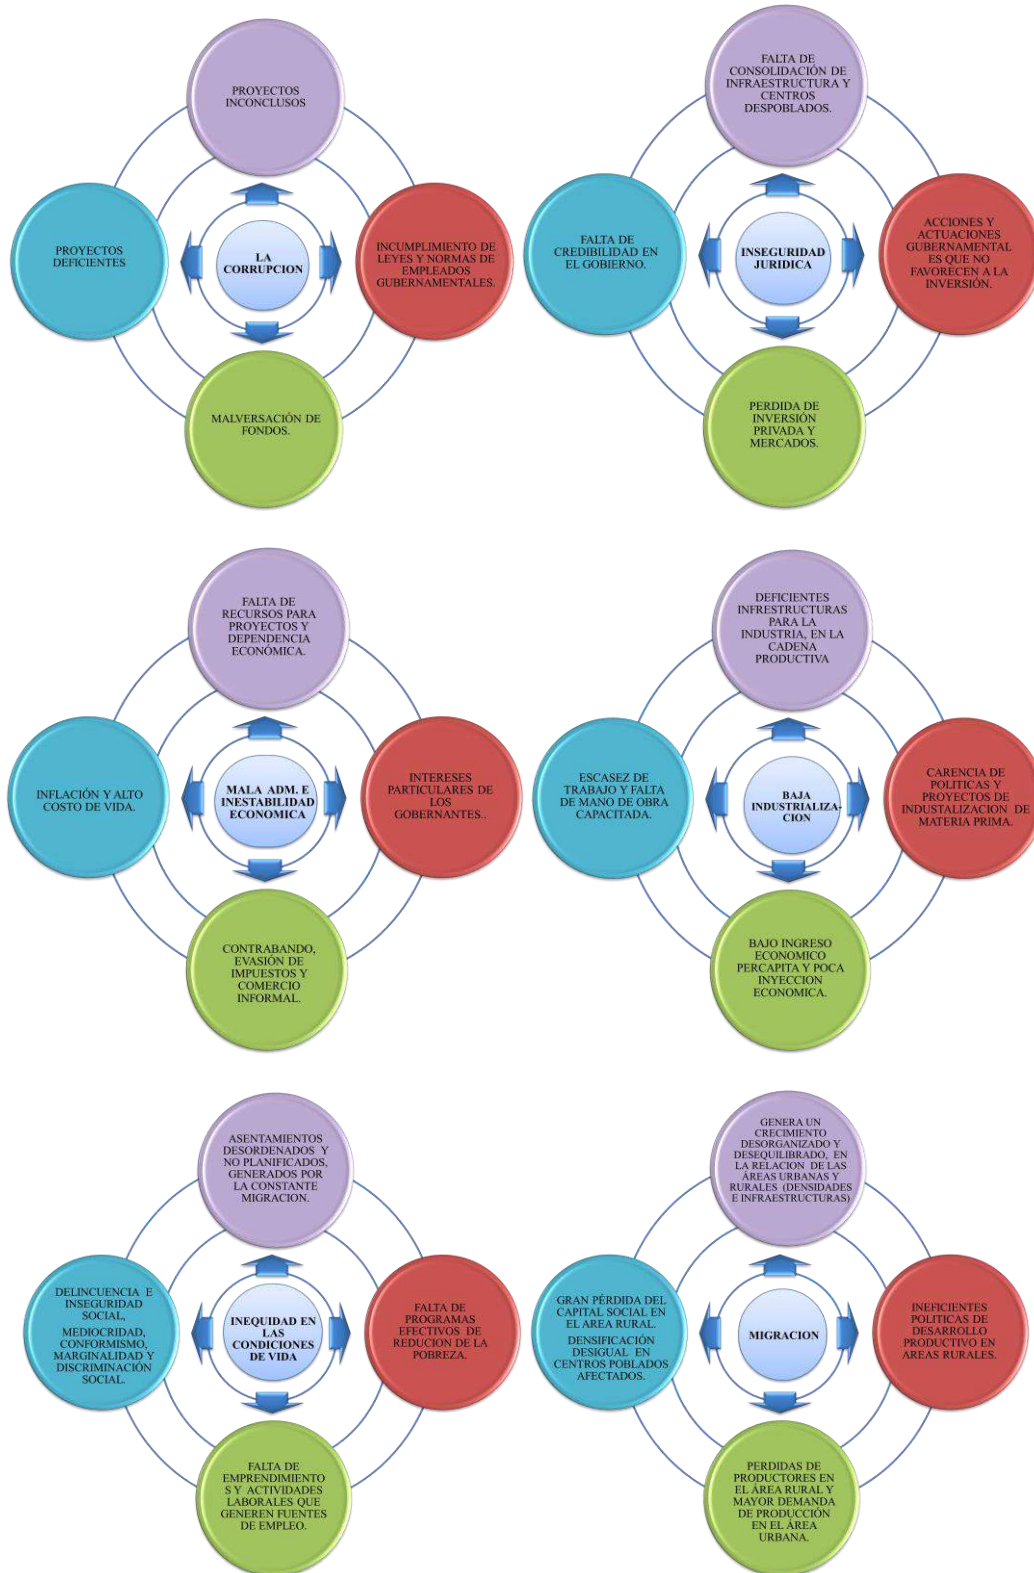 PROYECTOS
INCONCLUSOS
PROYECTOS
DEFICIENTES
LA
CORRUPCION
INCUMPLIMIENTO DE
LEYES Y NORMAS DE
EMPLEADOS
GUBERNAMENTALES.
MALVERSACIÓN DE
FONDOS.
FALTA DE
CONSOLIDACIÓN DE
INFRAESTRUCTURA Y
CENTROS
DESPOBLADOS.
FALTA DE
CREDIBILIDAD EN
EL GOBIERNO.
INSEGURIDAD
JURIDICA
ACCIONES Y
ACTUACIONES
GUBERNAMENTAL
ES QUE NO
FAVORECEN A LA
INVERSIÓN.
PERDIDA DE
INVERSIÓN
PRIVADA Y
MERCADOS.
FALTA DE
RECURSOS PARA
PROYECTOS Y
DEPENDENCIA
ECONÓMICA.
INFLACIÓN Y ALTO
COSTO DE VIDA.
MALA ADM. E
INESTABILIDAD
ECONOMICA
INTERESES
PARTICULARES DE
LOS
GOBERNANTES..
CONTRABANDO,
EVASIÓN DE
IMPUESTOS Y
COMERCIO
INFORMAL.
DEFICIENTES
INFRESTRUCTURAS
PARA LA
INDUSTRIA, EN LA
CADENA
PRODUCTIVA
ESCASEZ DE
TRABAJO Y FALTA
DE MANO DE OBRA
CAPACITADA.
BAJA
INDUSTRIALIZA-
CION
CARENCIA DE
POLITICAS Y
PROYECTOS DE
INDUSTALIZACION DE
MATERIA PRIMA.
BAJO INGRESO
ECONOMICO
PERCAPITA Y POCA
INYECCION
ECONOMICA.
ASENTAMIENTOS
DESORDENADOS Y
NO PLANIFICADOS,
GENERADOS POR
LA CONSTANTE
MIGRACION.
DELINCUENCIA E
INSEGURIDAD
SOCIAL,
MEDIOCRIDAD,
CONFORMISMO,
MARGINALIDAD Y
DISCRIMINACIÓN
SOCIAL.
INEQUIDAD EN
LAS
CONDICIONES
DE VIDA
FALTA DE
PROGRAMAS
EFECTIVOS DE
REDUCION DE LA
POBREZA.
FALTA DE
EMPRENDIMIENTO
S Y ACTIVIDADES
LABORALES QUE
GENEREN FUENTES
DE EMPLEO.
GENERA UN
CRECIMIENTO
DESORGANIZADO Y
DESEQUILIBRADO, EN
LA RELACION DE LAS
ÁREAS URBANAS Y
RURALES (DENSIDADES
E INFRAESTRUCTURAS)
GRAN PÉRDIDA DEL
CAPITAL SOCIAL EN
EL AREA RURAL.
DENSIFICACIÓN
DESIGUAL EN
CENTROS POBLADOS
AFECTADOS.
MIGRACION
INEFICIENTES
POLITICAS DE
DESARROLLO
PRODUCTIVO EN
AREAS RURALES.
PERDIDAS DE
PRODUCTORES EN
EL ÁREA RURAL Y
MAYOR DEMANDA
DE PRODUCCIÓN
EN EL ÁREA
URBANA.